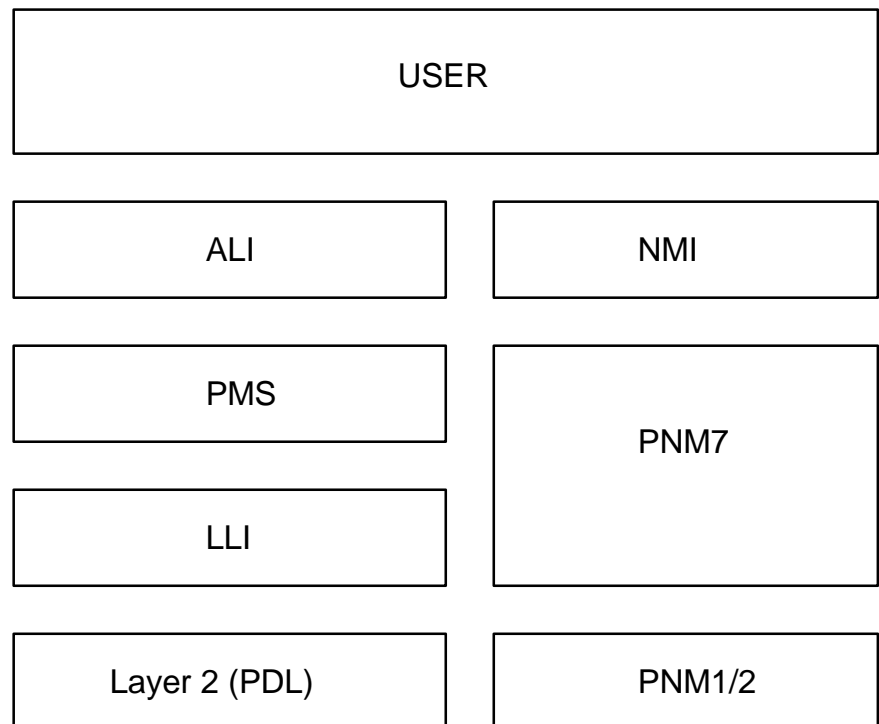 USER
ALI
NMI
PMS
PNM7
LLI
Layer 2 (PDL)
PNM1/2